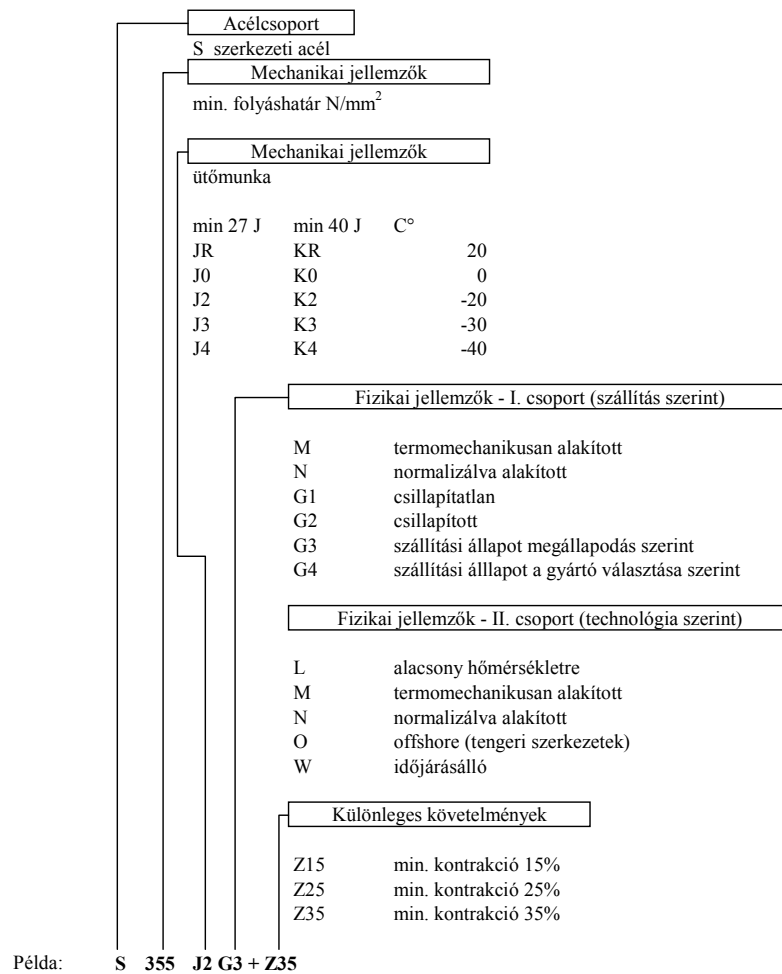 Acélcsoport
S szerkezeti acél
Mechanikai jellemzők
min. folyáshatár N/mm²
Mechanikai jellemzők
ütőmunka
min 27 J min 40 J C°
JR KR 20
J0 K0 0
J2 K2 -20
J3 K3 -30
J4 K4 -40
Fizikai jellemzők - I. csoport (szállítás szerint)
M termomechanikusan alakított
N normalizálva alakított
G1 csillapítatlan
G2 csillapított
G3 szállítási állapot megállapodás szerint
G4 szállítási álllapot a gyártó választása szerint
Fizikai jellemzők - II. csoport (technológia szerint)
L alacsony hőmérsékletre
M termomechanikusan alakított
N normalizálva alakított
O offshore (tengeri szerkezetek)
W időjárásálló
Különleges követelmények
Z15 min. kontrakció 15%
Z25 min. kontrakció 25%
Z35 min. kontrakció 35%
Példa: S 355 J2 G3 + Z35